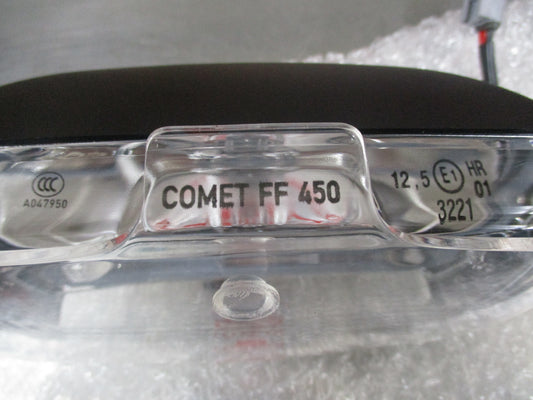 CCC
A047950
COMET FF 450
12,5 E1 HR
01
3221